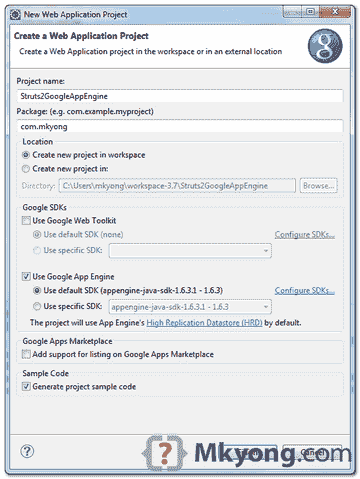 New Web Application Project
Create a Web Application Project
Create a Web Application project in the workspace or in an external location
Project name:
Struts2GoogleAppEngine
Package: (e.g. com.example.myproject)
com.mkyong
Location
Create new project in workspace
Create new project in:
Directory: C:\Users\mkyong\workspace-3.7\Struts2GoogleAppEngine Browse...
Google SDKs
Use Google Web Toolkit
Use default SDK (none) Configure SDKs...
Use specific SDK:
Use Google App Engine
Use default SDK (appengine-java-sdk-1.6.3.1 - 1.6.3) Configure SDKs...
Use specific SDK: appengine-java-sdk-1.6.3.1 - 1.6.3
The project will use App Engine's High Replication Datastore (HRD) by default.
Google Apps Marketplace
Add support for listing on Google Apps Marketplace
Sample Code
Generate project sample code
Mkyong.com